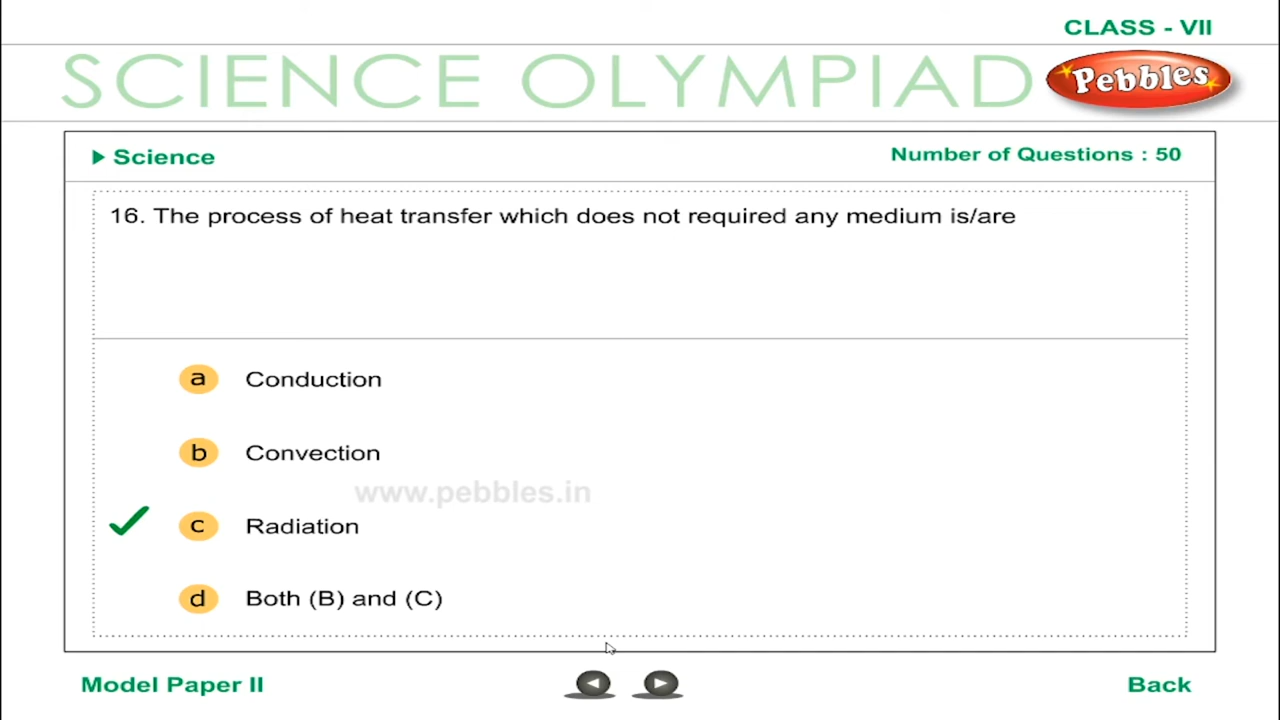 CLASS - VII
SCIENCE OLYMPIAD
Pebbles
Science
Number of Questions : 50
16. The process of heat transfer which does not required any medium is/are
a Conduction
b Convection
www.pebbles.in
c Radiation
d Both (B) and (C)
Model Paper II
Back